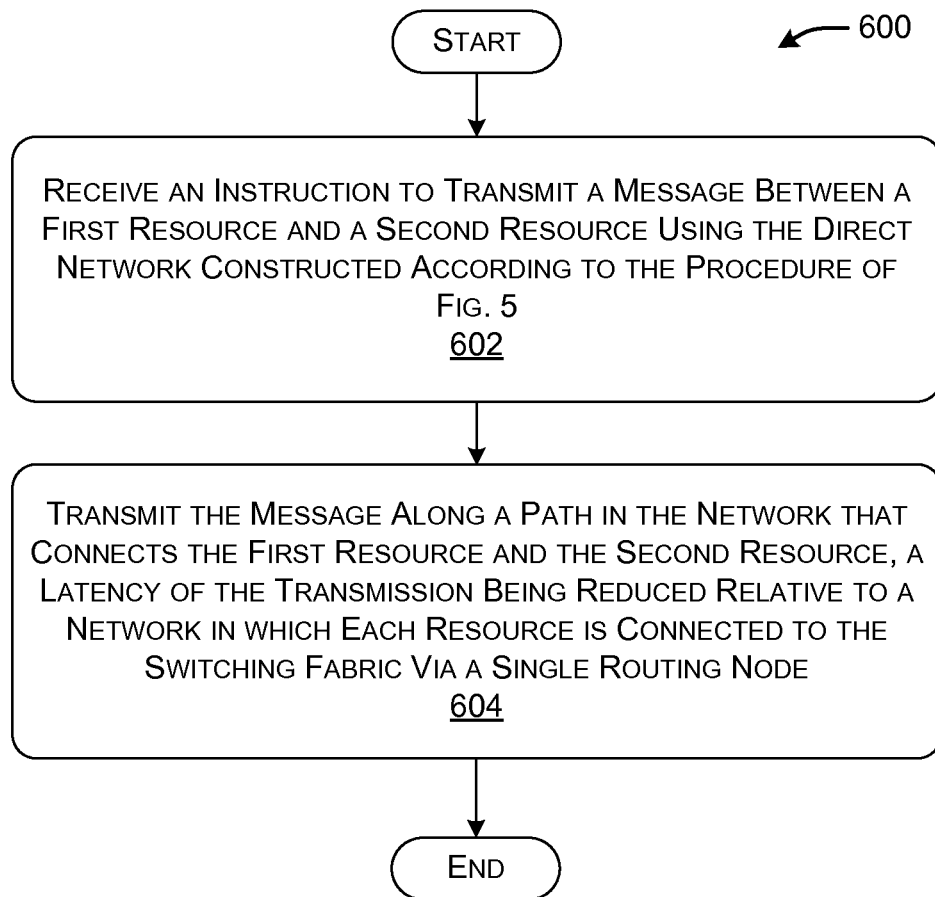 START
600
RECEIVE AN INSTRUCTION TO TRANSMIT A MESSAGE BETWEEN A
FIRST RESOURCE AND A SECOND RESOURCE USING THE DIRECT
NETWORK CONSTRUCTED ACCORDING TO THE PROCEDURE OF
FIG. 5
602
TRANSMIT THE MESSAGE ALONG A PATH IN THE NETWORK THAT
CONNECTS THE FIRST RESOURCE AND THE SECOND RESOURCE, A
LATENCY OF THE TRANSMISSION BEING REDUCED RELATIVE TO A
NETWORK IN WHICH EACH RESOURCE IS CONNECTED TO THE
SWITCHING FABRIC VIA A SINGLE ROUTING NODE
604
END